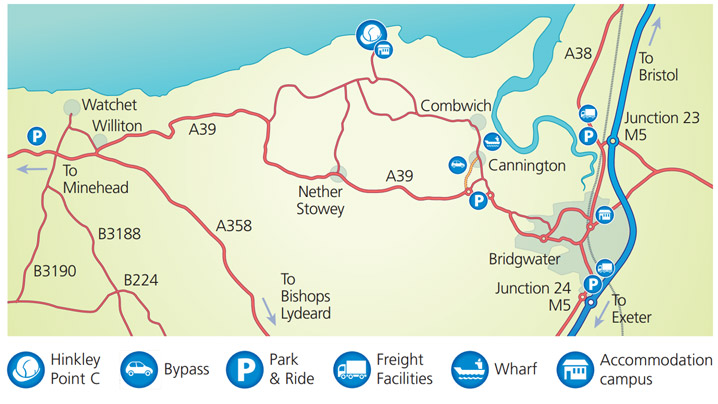 A38
To
Bristol
Watchet
Williton
Combwich
Junction 23
M5
P
A39
P
To
Minehead
Cannington
A39
Nether
Stowey
P
B3188
A358
B3190
B224
Bridgwater
To
Bishops
Lydeard
Junction 24
M5
P
To
Exeter
Hinkley
Point C
Bypass
P
Park
& Ride
Freight
Facilities
Wharf
Accommodation
campus